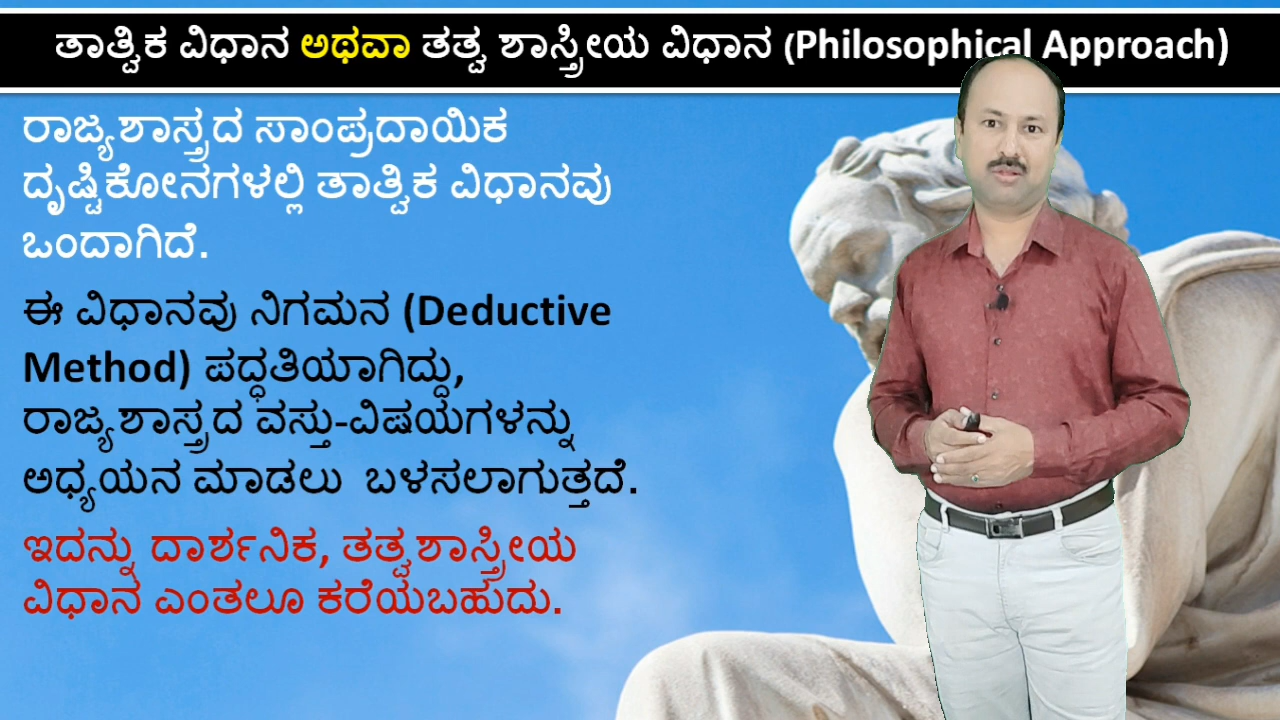 ತಾತ್ವಿಕ ವಿಧಾನ ಅಥವಾ ತತ್ವ ಶಾಸ್ತ್ರೀಯ ವಿಧಾನ (Philosophical Approach)
ರಾಜ್ಯಶಾಸ್ತ್ರದ ಸಾಂಪ್ರದಾಯಿಕ
ದೃಷ್ಟಿಕೋನಗಳಲ್ಲಿ ತಾತ್ವಿಕ ವಿಧಾನವು
ಒಂದಾಗಿದೆ.
ಈ ವಿಧಾನವು ನಿಗಮನ (Deductive
Method) ಪದ್ಧತಿಯಾಗಿದ್ದು,
ರಾಜ್ಯಶಾಸ್ತ್ರದ ವಸ್ತು-ವಿಷಯಗಳನ್ನು
ಅಧ್ಯಯನ ಮಾಡಲು ಬಳಸಲಾಗುತ್ತದೆ.
ಇದನ್ನು ದಾರ್ಶನಿಕ, ತತ್ವಶಾಸ್ತ್ರೀಯ
ವಿಧಾನ ಎಂತಲೂ ಕರೆಯಬಹುದು.